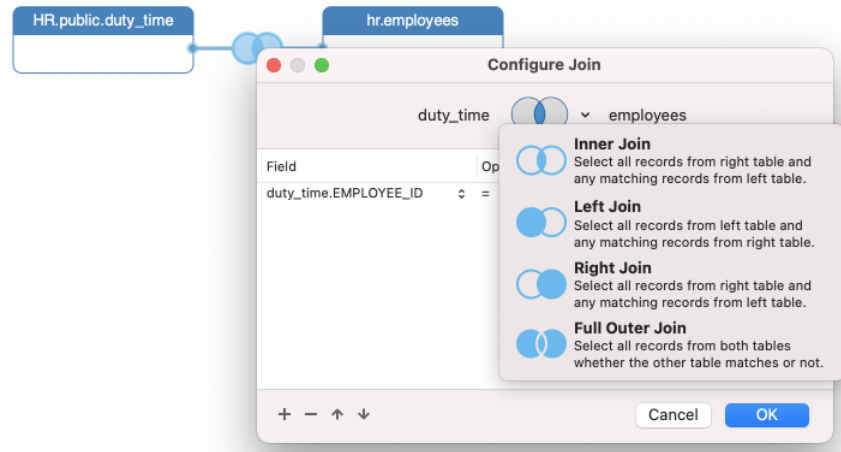 HR.public.duty_time
hr.employees
Configure Join
duty_time
employees
Field
Op
duty_time.EMPLOYEE_ID
=
Inner Join
Select all records from right table and
any matching records from left table.
Left Join
Select all records from left table and
any matching records from right table.
Right Join
Select all records from right table and
any matching records from left table.
Full Outer Join
Select all records from both tables
whether the other table matches or not.
Cancel
OK